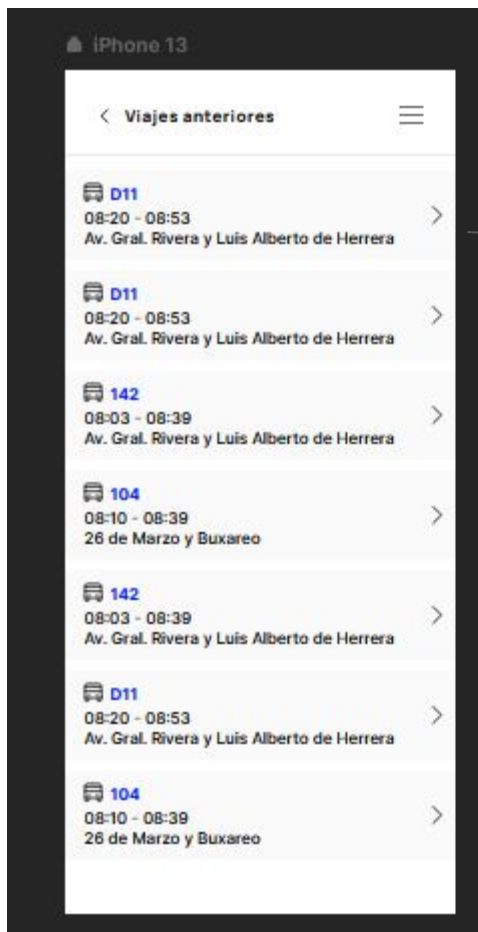 iPhone 13
Viajes anteriores
D11
08:20 - 08:53
Av. Gral. Rivera y Luis Alberto de Herrera
D11
08:20 - 08:53
Av. Gral. Rivera y Luis Alberto de Herrera
142
08:03 - 08:39
Av. Gral. Rivera y Luis Alberto de Herrera
104
08:10 - 08:39
26 de Marzo y Buxareo
142
08:03 - 08:39
Av. Gral. Rivera y Luis Alberto de Herrera
D11
08:20 - 08:53
Av. Gral. Rivera y Luis Alberto de Herrera
104
08:10 - 08:39
26 de Marzo y Buxareo